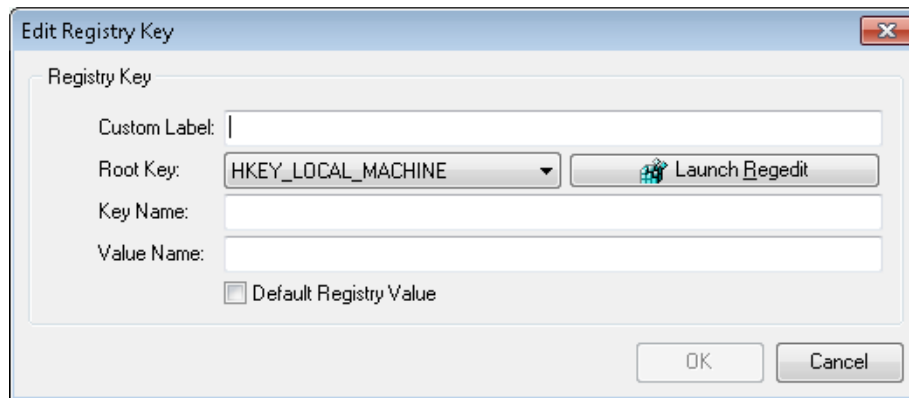 Edit Registry Key
Registry Key
Custom Label:
Root Key: HKEY_LOCAL_MACHINE Launch Regedit
Key Name:
Value Name:
Default Registry Value
OK Cancel